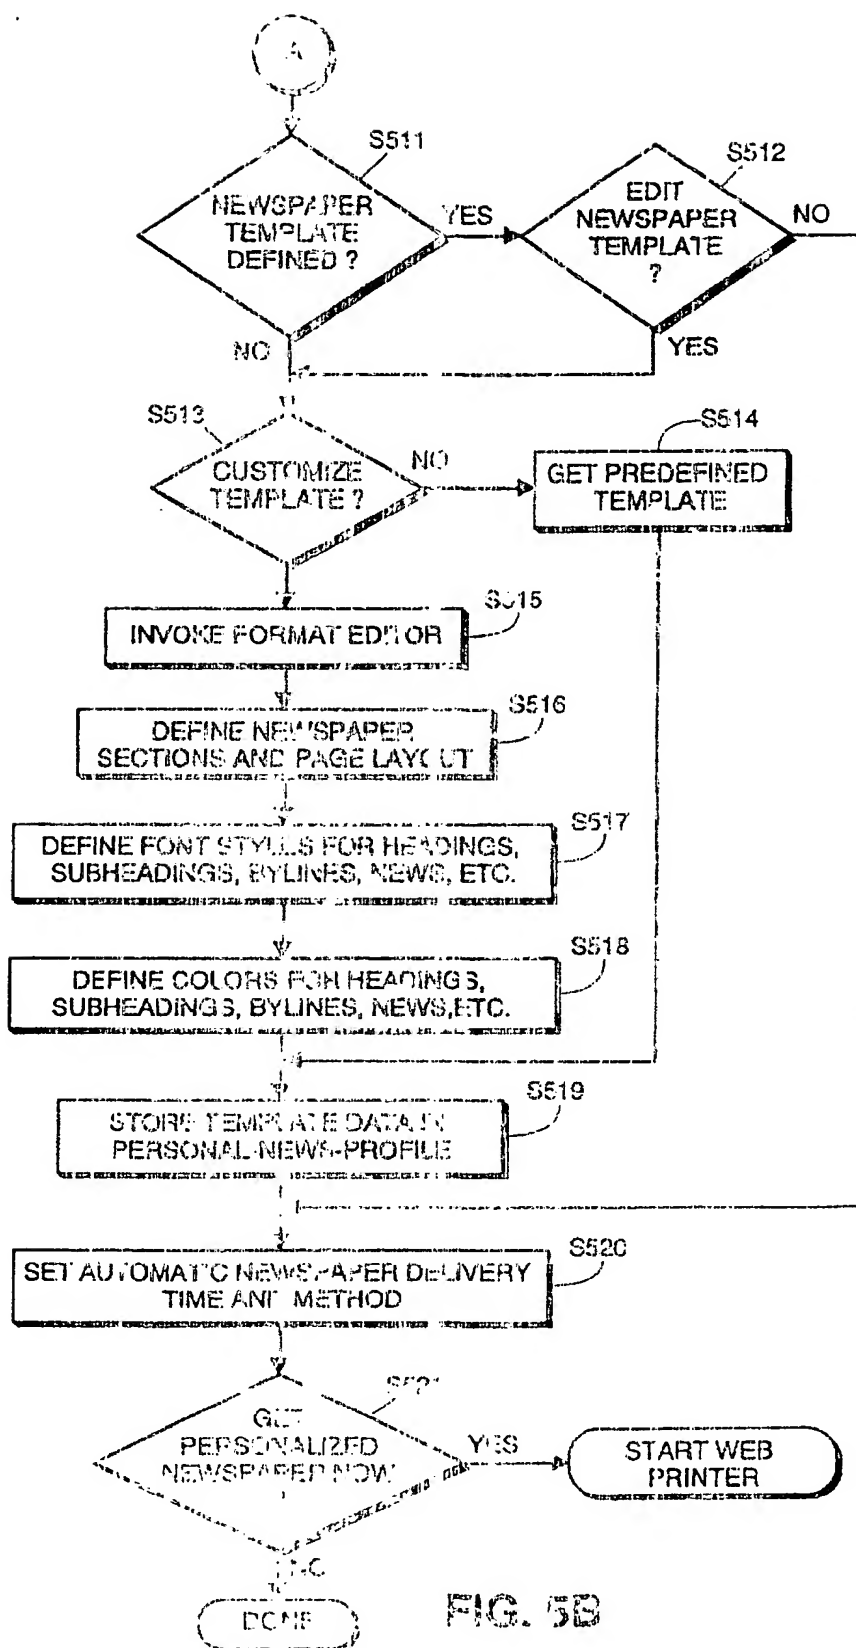 A
S511
NEWSPAPER
TEMPLATE
DEFINED ?
YES
NO
S512
EDIT
NEWSPAPER
TEMPLATE
?
NO
YES
S513
CUSTOMIZE
TEMPLATE ?
NO
S514
GET PREDEFINED
TEMPLATE
S515
INVOKE FORMAT EDITOR
S516
DEFINE NEWSPAPER
SECTIONS AND PAGE LAYOUT
S517
DEFINE FONT STYLES FOR HEADINGS,
SUBHEADINGS, BYLINES, NEWS, ETC.
S518
DEFINE COLORS FOR HEADINGS,
SUBHEADINGS, BYLINES, NEWS,ETC.
S519
STORE TEMPLATE DATA IN
PERSONAL-NEWS-PROFILE
S520
SET AUTOMATIC NEWSPAPER DELIVERY
TIME AND METHOD
S521
GET
PERSONALIZED
NEWSPAPER NOW
?
YES
START WEB
PRINTER
NO
DONE
FIG. 5B